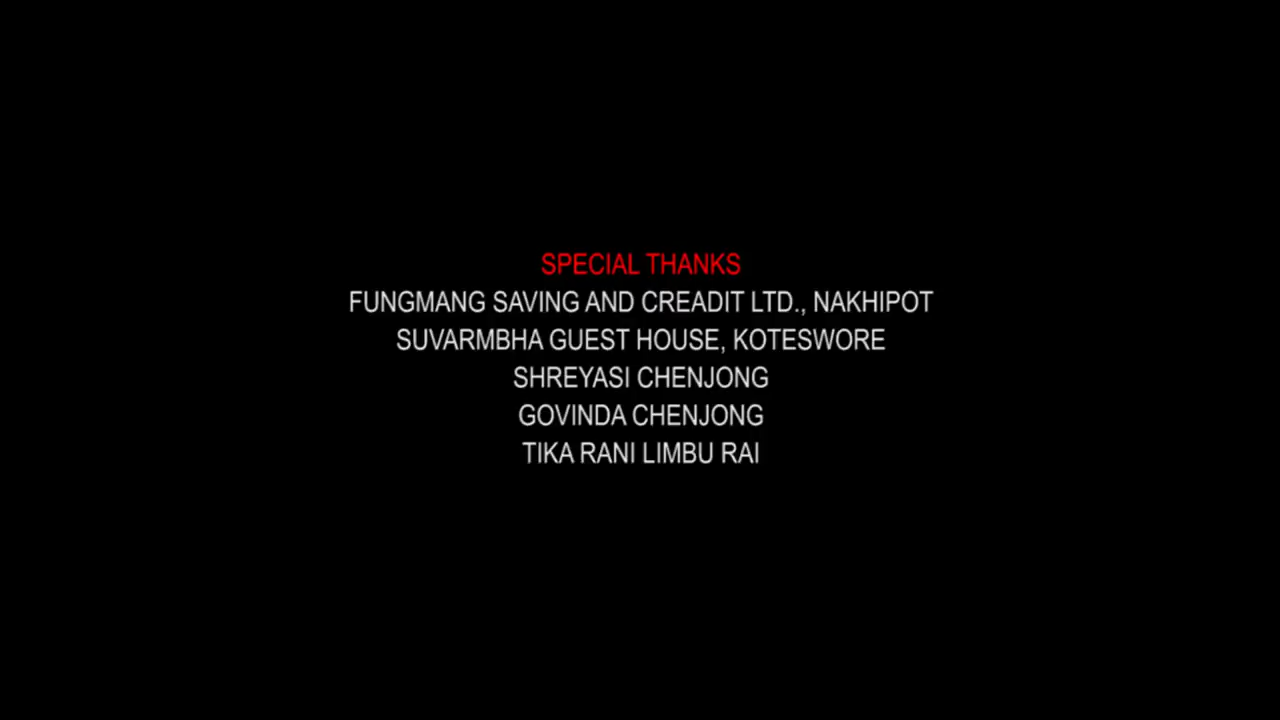 SPECIAL THANKS
FUNGMANG SAVING AND CREADIT LTD., NAKHIPOT
SUVARMBHA GUEST HOUSE, KOTESWORE
SHREYASI CHENJONG
GOVINDA CHENJONG
TIKA RANI LIMBU RAI